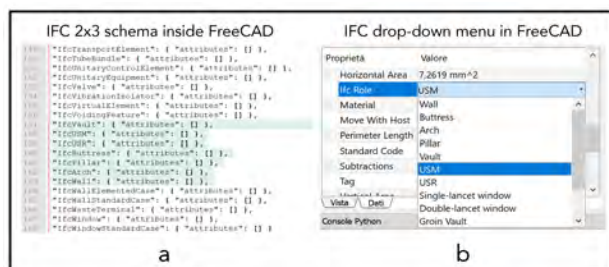 IFC 2x3 schema inside FreeCAD
"IfcTransportElement": { "attributes": [] },
"IfcTubeBundle": { "attributes": [] },
"IfcUnitaryControlElement": { "attributes": [] },
"IfcUnitaryEquipment": { "attributes": [] },
"IfcValve": { "attributes": [] },
"IfcVibrationIsolator": { "attributes": [] },
"IfcVirtualElement": { "attributes": [] },
"IfcVoidingFeature": { "attributes": [] },
"IfcVault": { "attributes": [] },
"IfcUSM": { "attributes": [] },
"IfcUSR": { "attributes": [] },
"IfcButtress": { "attributes": [] },
"IfcPillar": { "attributes": [] },
"IfcArch": { "attributes": [] },
"IfcWall": { "attributes": [] },
"IfcWallElementedCase": { "attributes": [] },
"IfcWallStandardCase": { "attributes": [] },
"IfcWasteTerminal": { "attributes": [] },
"IfcWindow": { "attributes": [] },
"IfcWindowStandardCase": { "attributes": [] },
a
IFC drop-down menu in FreeCAD
Proprietà Valore
Horizontal Area 7,2619 mm^2
Ifc Role USM
Material Wall
Move With Host Buttress
Perimeter Length Arch
Standard Code Pillar
Subtractions Vault
USM
Tag USR
Single-lancet window
Vista Dati Double-lancet window
Console Python Groin Vault
b